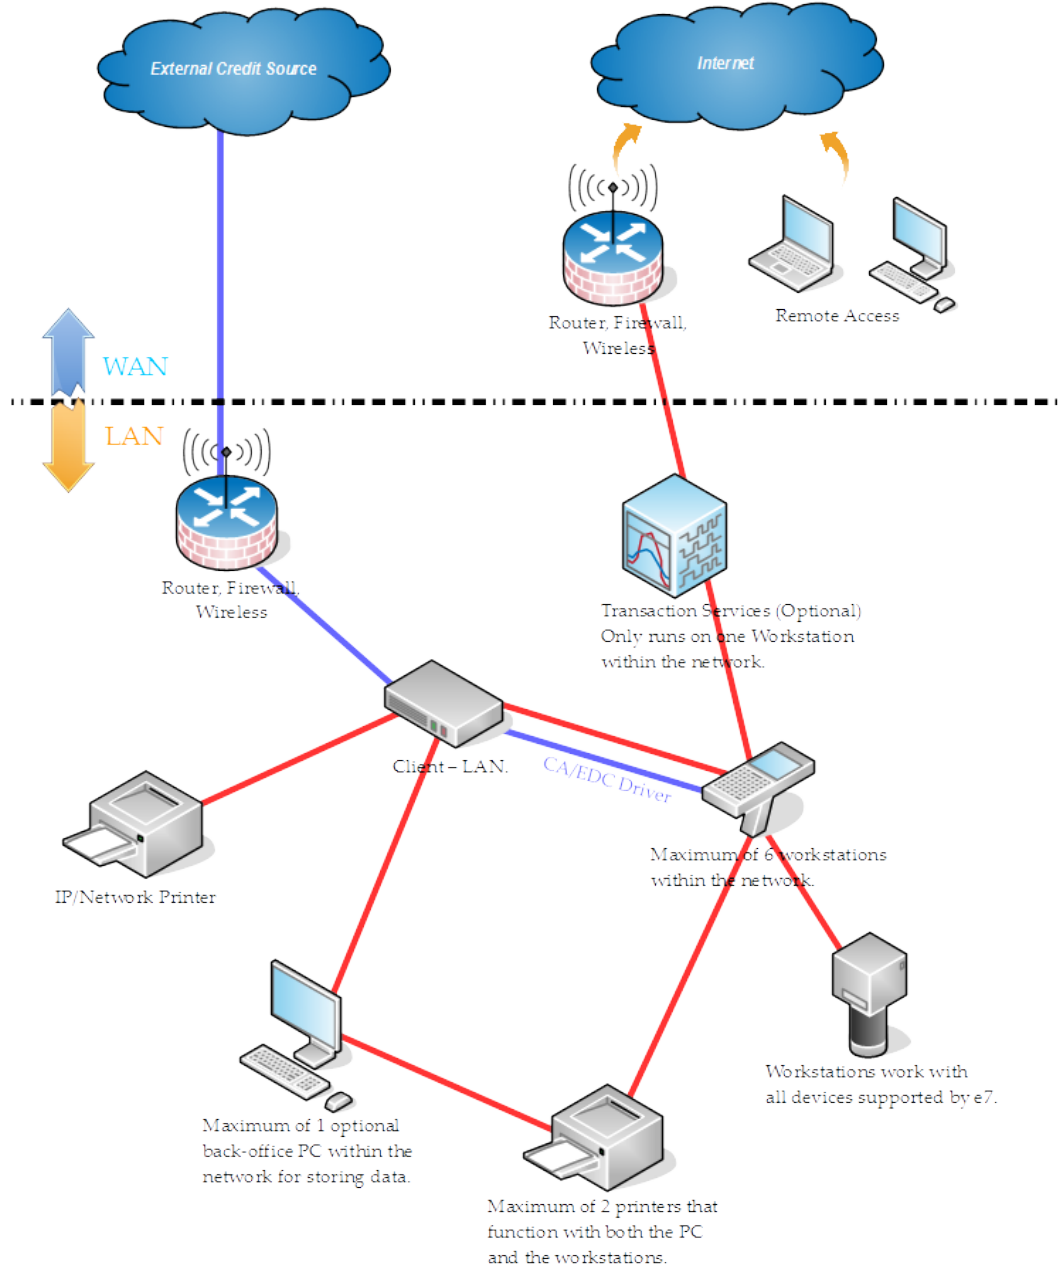 External Credit Source
Internet
Router, Firewall,
Wireless
Remote Access
WAN
LAN
Router, Firewall,
Wireless
Transaction Services (Optional)
Only runs on one Workstation
within the network.
Client – LAN.
CA/EDC Driver
Maximum of 6 workstations
within the network.
IP/Network Printer
Workstations work with
all devices supported by e7.
Maximum of 1 optional
back-office PC within the
network for storing data.
Maximum of 2 printers that
function with both the PC
and the workstations.